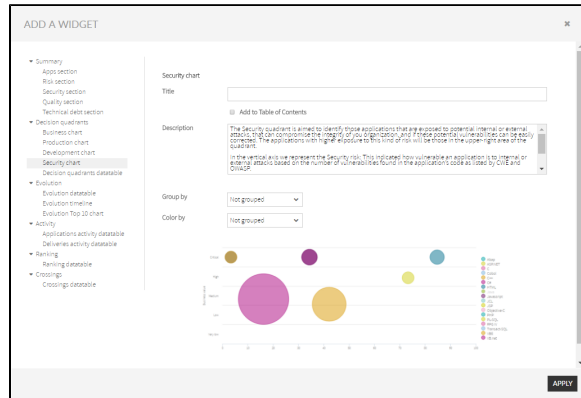 ADD A WIDGET
×
Summary
Apps section
Risk section
Security section
Quality section
Technical debt section
Decision quadrants
Business chart
Production chart
Development chart
Security chart
Decision quadrants datatable
Evolution
Evolution datatable
Evolution timeline
Evolution Top 10 chart
Activity
Applications activity datatable
Deliveries activity datatable
Ranking
Ranking datatable
Crossings
Crossings datatable
Security chart
Title
Add to Table of Contents
Description
The Security quadrant is aimed to identify those applications that are exposed to potential internal or external
attacks, that can compromise the integrity of you organization, and if these potential vulnerabilities can be easily
corrected. The applications with higher exposure to this kind of risk will be those in the upper-right area of the
quadrant.
In the vertical axis we represent the Security risk: This indicated how vulnerable an application is to internal or
external attacks based on the number of vulnerabilities found in the application's code as listed by CWE and
OWASP.
Group by
Not grouped
Color by
Not grouped
APPLY